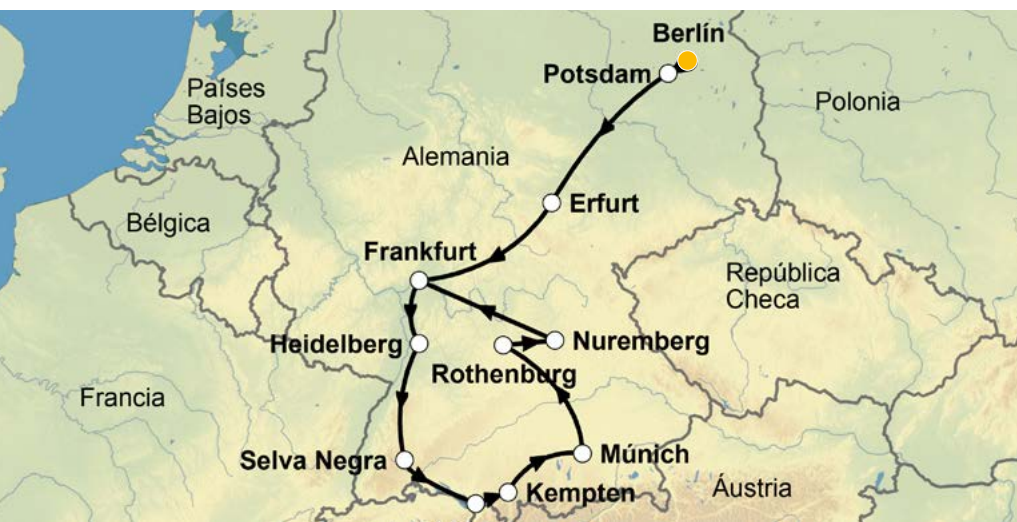 Berlín
Potsdam
Países
Bajos
Polonia
Alemania
Erfurt
Bélgica
Frankfurt
República
Checa
Heidelberg
Nuremberg
Rothenburg
Francia
Selva Negra
Múnich
Kempten
Áustria